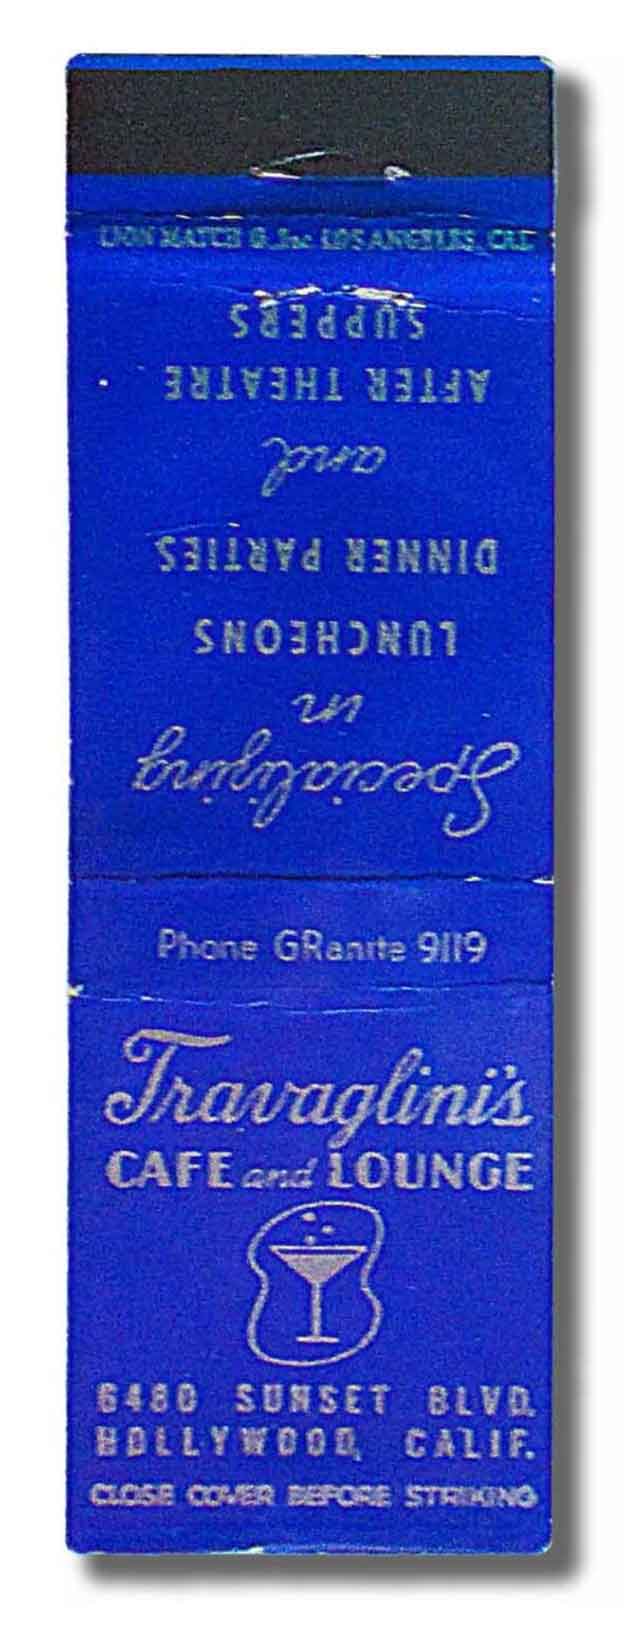 LION MATCH CO., Inc. LOS ANGELES, CAL.
Specializing
in
LUNCHEONS
DINNER PARTIES
and
AFTER THEATRE
SUPPERS
Phone GRanite 9119
Travaglini's
CAFE and LOUNGE
6480 SUNSET BLVD.
HOLLYWOOD, CALIF.
CLOSE COVER BEFORE STRIKING